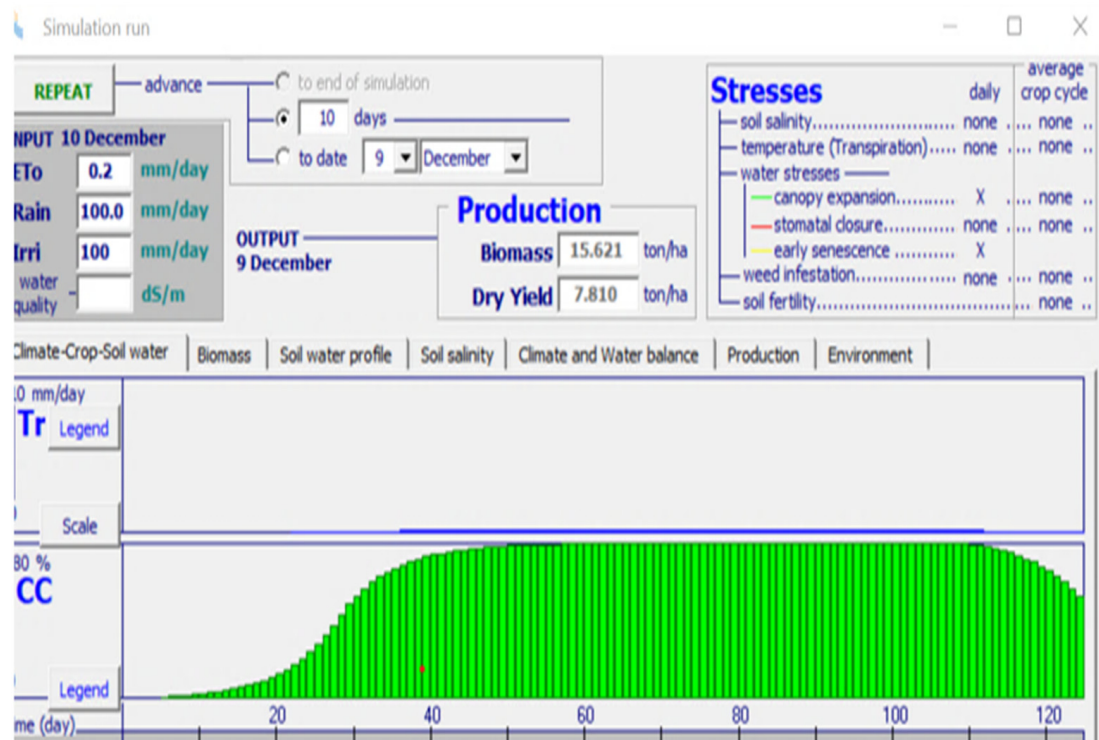 Simulation run
REPEAT
advance
to end of simulation
10 days
to date 9 December
NPUT 10 December
ETo 0.2 mm/day
Rain 100.0 mm/day
Irri 100 mm/day
water
quality dS/m
OUTPUT
9 December
Production
Biomass 15.621 ton/ha
Dry Yield 7.810 ton/ha
Stresses daily average
crop cycle
soil salinity............................ none .... none ..
temperature (Transpiration)..... none .... none ..
water stresses
canopy expansion............ X .... none ..
stomatal closure.............. none .... none ..
early senescence ............ X
weed infestation..................... none .... none ..
soil fertility....................................... none ..
Climate-Crop-Soil water Biomass Soil water profile Soil salinity Climate and Water balance Production Environment
.0 mm/day
Tr Legend
Scale
80 %
CC
Legend
me (day) 20 40 60 80 100 120